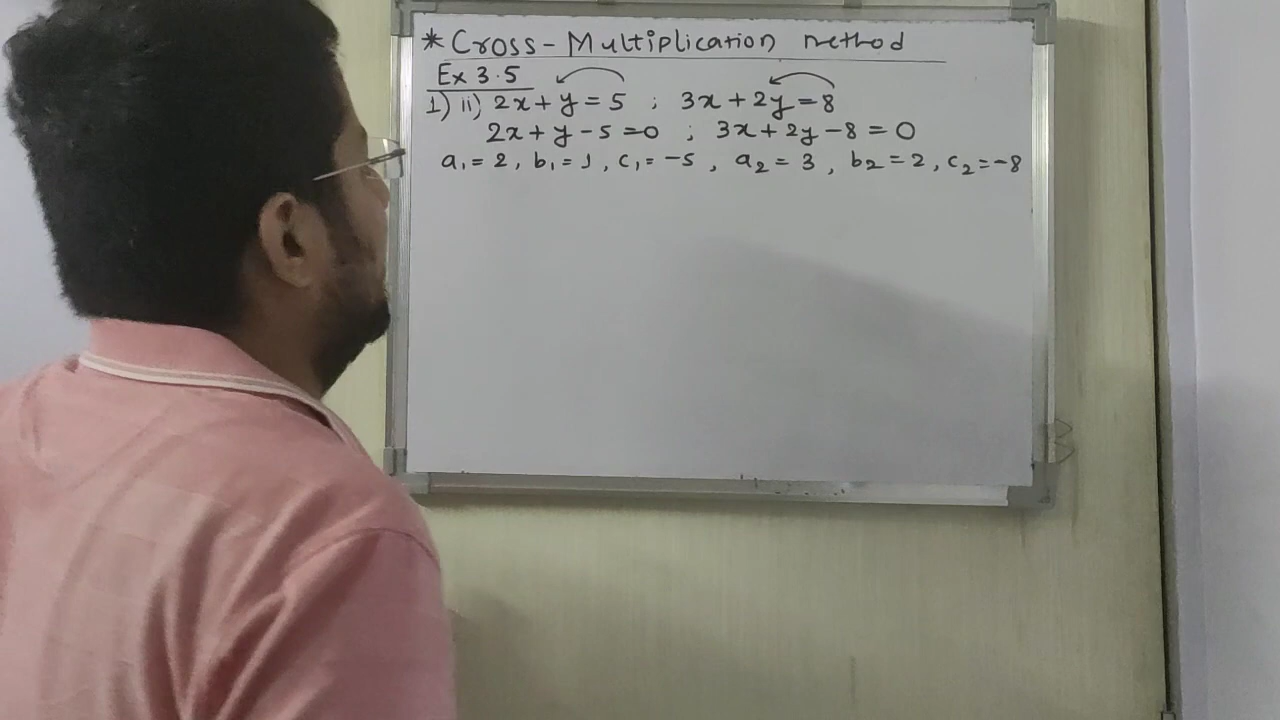 * Cross-Multiplication method
Ex 3.5
1) ii) 2x + y = 5 ; 3x + 2y = 8
2x + y - 5 = 0 ; 3x + 2y - 8 = 0
a₁ = 2, b₁ = 1, c₁ = -5, a₂ = 3, b₂ = 2, c₂ = -8